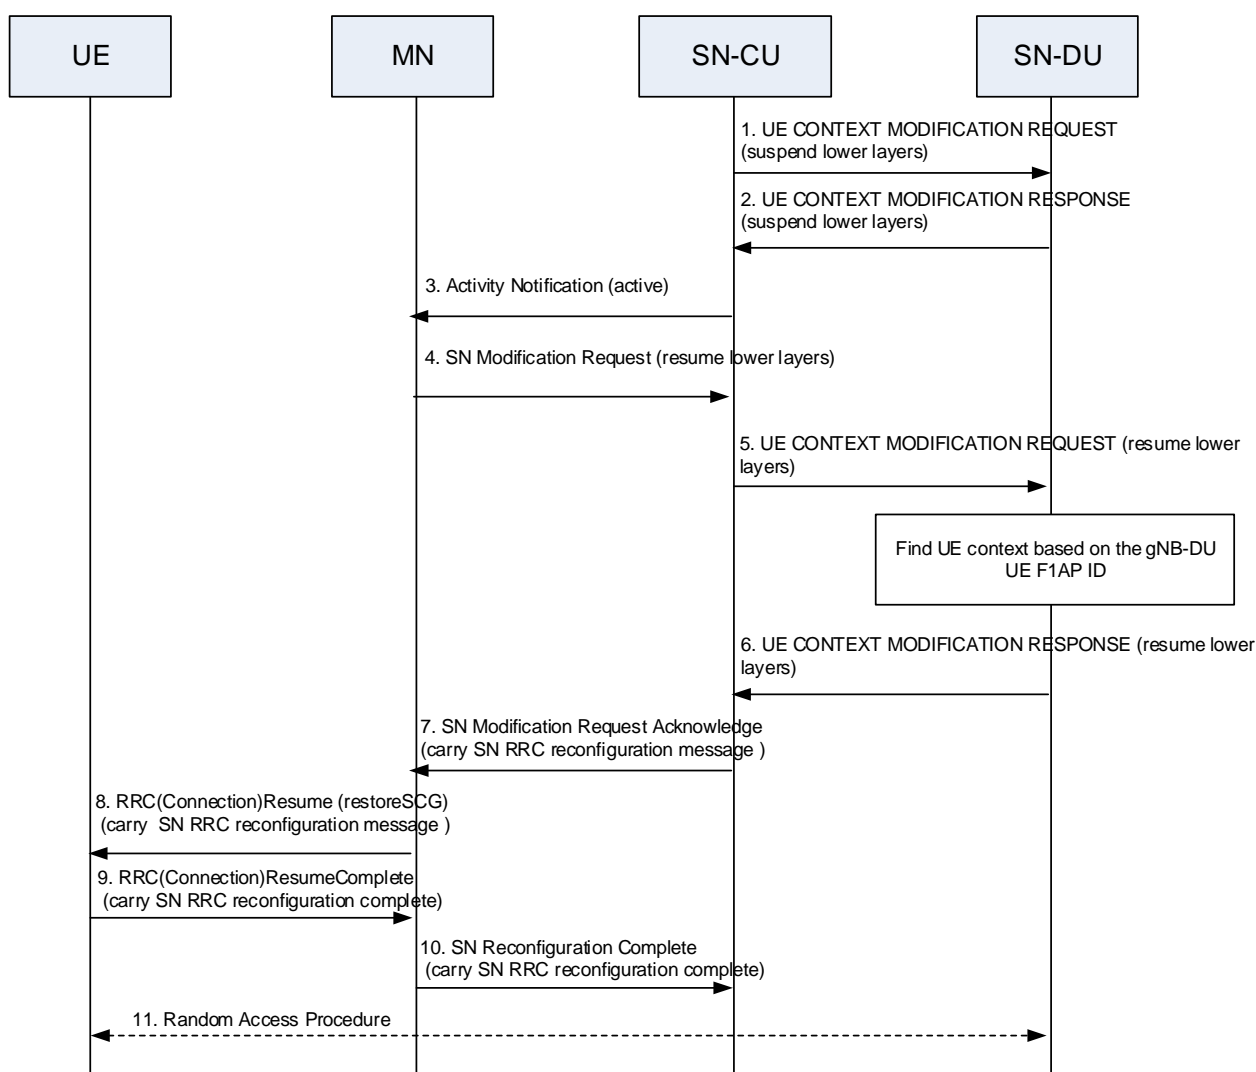 UE
MN
SN-CU
SN-DU
1. UE CONTEXT MODIFICATION REQUEST
(suspend lower layers)
2. UE CONTEXT MODIFICATION RESPONSE
(suspend lower layers)
3. Activity Notification (active)
4. SN Modification Request (resume lower layers)
5. UE CONTEXT MODIFICATION REQUEST (resume lower
layers)
Find UE context based on the gNB-DU
UE F1AP ID
6. UE CONTEXT MODIFICATION RESPONSE (resume lower
layers)
7. SN Modification Request Acknowledge
(carry SN RRC reconfiguration message )
8. RRC(Connection)Resume (restoreSCG)
(carry SN RRC reconfiguration message )
9. RRC(Connection)ResumeComplete
(carry SN RRC reconfiguration complete)
10. SN Reconfiguration Complete
(carry SN RRC reconfiguration complete)
11. Random Access Procedure